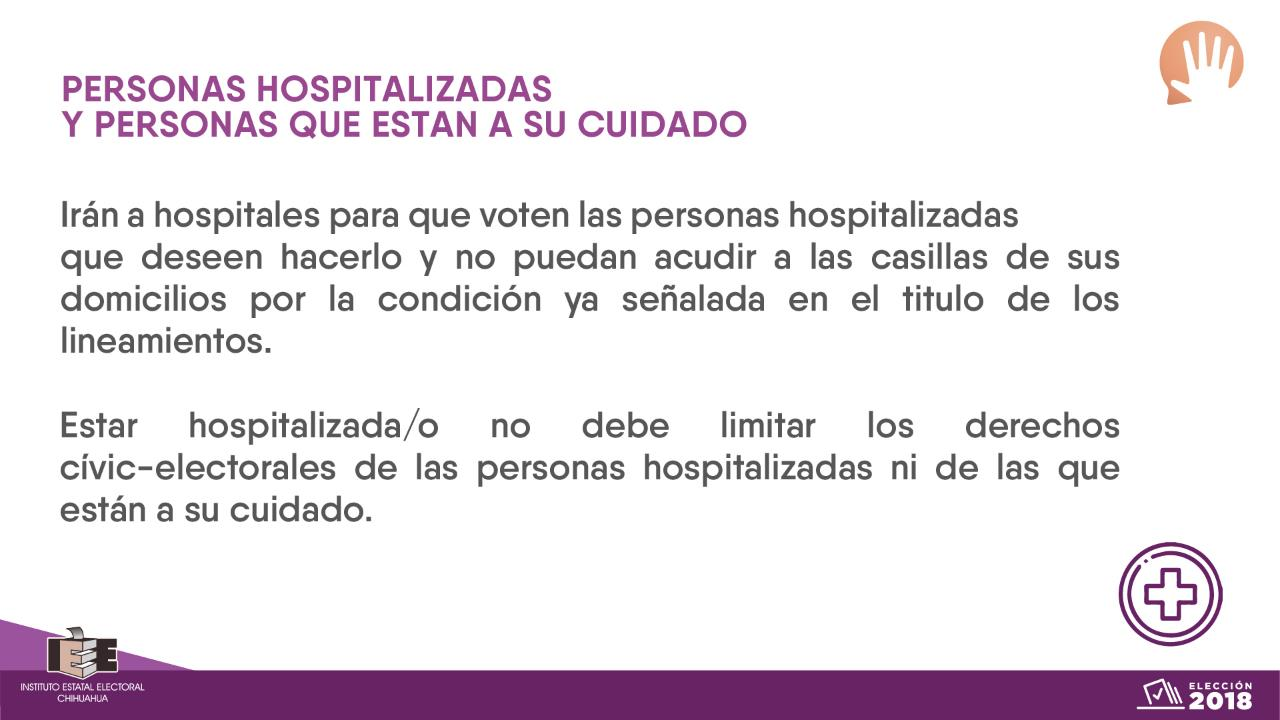 PERSONAS HOSPITALIZADAS
Y PERSONAS QUE ESTAN A SU CUIDADO
Irán a hospitales para que voten las personas hospitalizadas
que deseen hacerlo y no puedan acudir a las casillas de sus
domicilios por la condición ya señalada en el titulo de los
lineamientos.
Estar hospitalizada/o no debe limitar los derechos
cívic-electorales de las personas hospitalizadas ni de las que
están a su cuidado.
IEE
INSTITUTO ESTATAL ELECTORAL
CHIHUAHUA
ELECCIÓN
2018